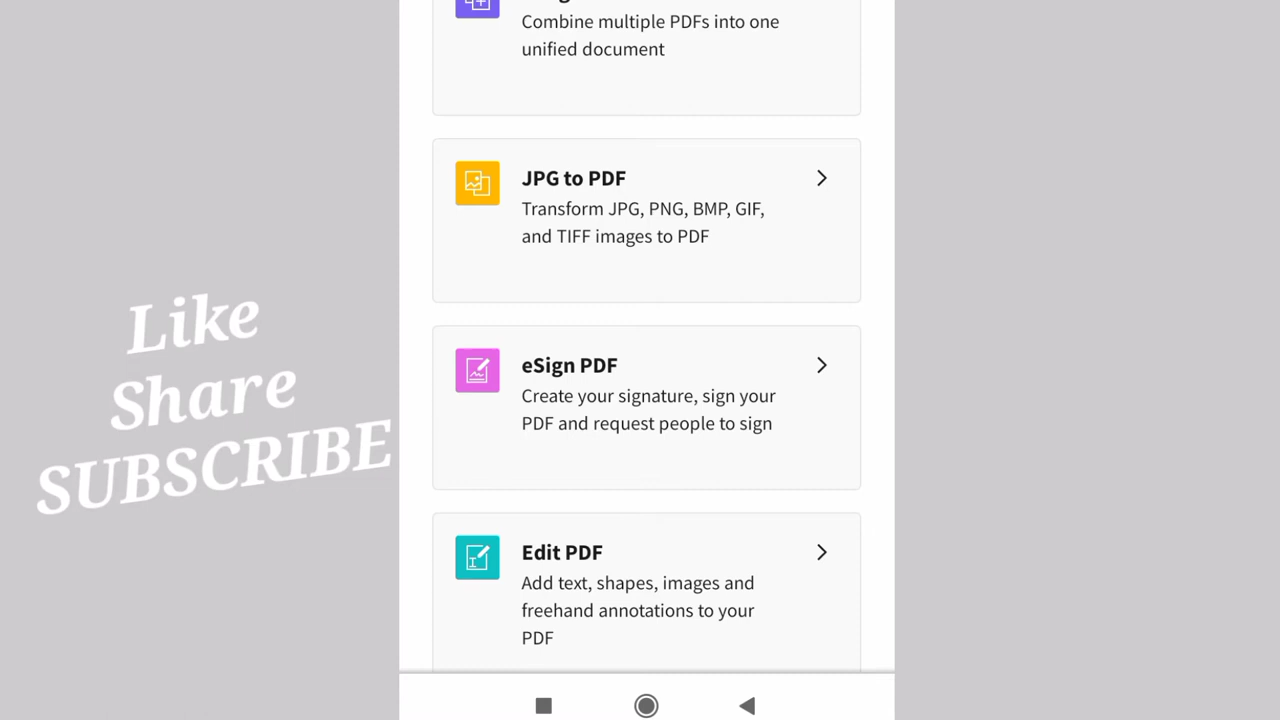 Combine multiple PDFs into one
unified document
JPG to PDF
Transform JPG, PNG, BMP, GIF,
and TIFF images to PDF
eSign PDF
Create your signature, sign your
PDF and request people to sign
Edit PDF
Add text, shapes, images and
freehand annotations to your
PDF
Like
Share
SUBSCRIBE